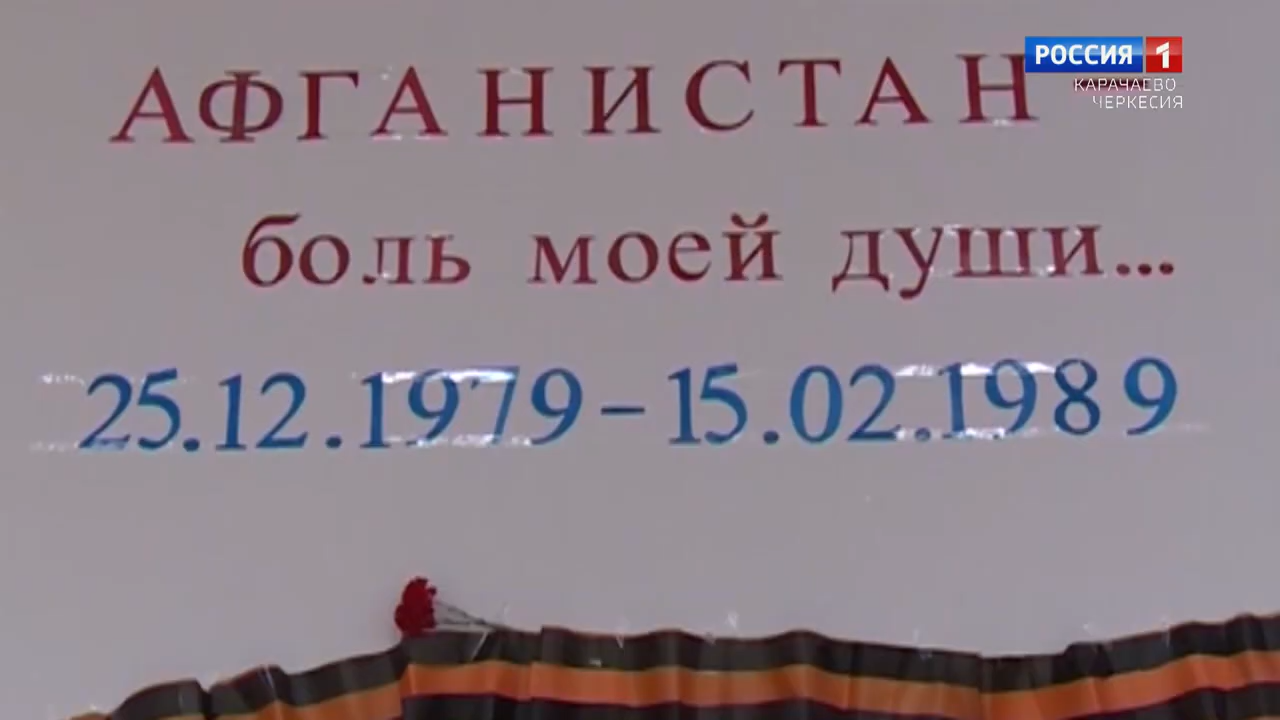 РОССИЯ 1
КАРАЧАЕВО
ЧЕРКЕСИЯ
АФГАНИСТАН
боль моей души...
25.12.1979-15.02.1989